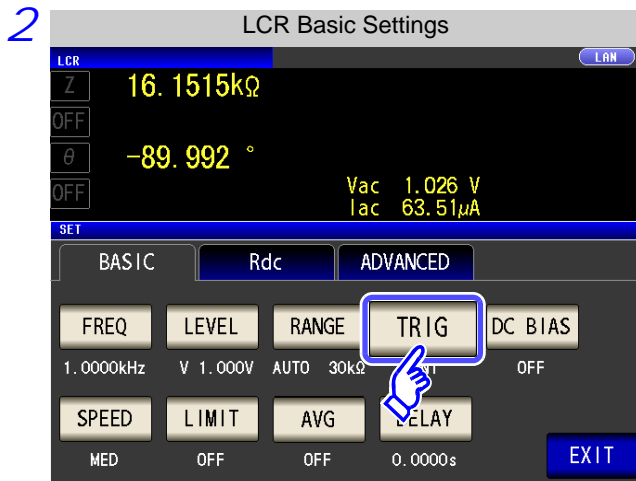 2
LCR Basic Settings
LCR LAN
Z 16.1515kΩ
OFF
θ -89.992 °
OFF
Vac 1.026 V
Iac 63.51μA
SET
BASIC Rdc ADVANCED
FREQ LEVEL RANGE TRIG DC BIAS
1.0000kHz V 1.000V AUTO 30kΩ OFF
SPEED LIMIT AVG DELAY
MED OFF OFF 0.0000s
EXIT